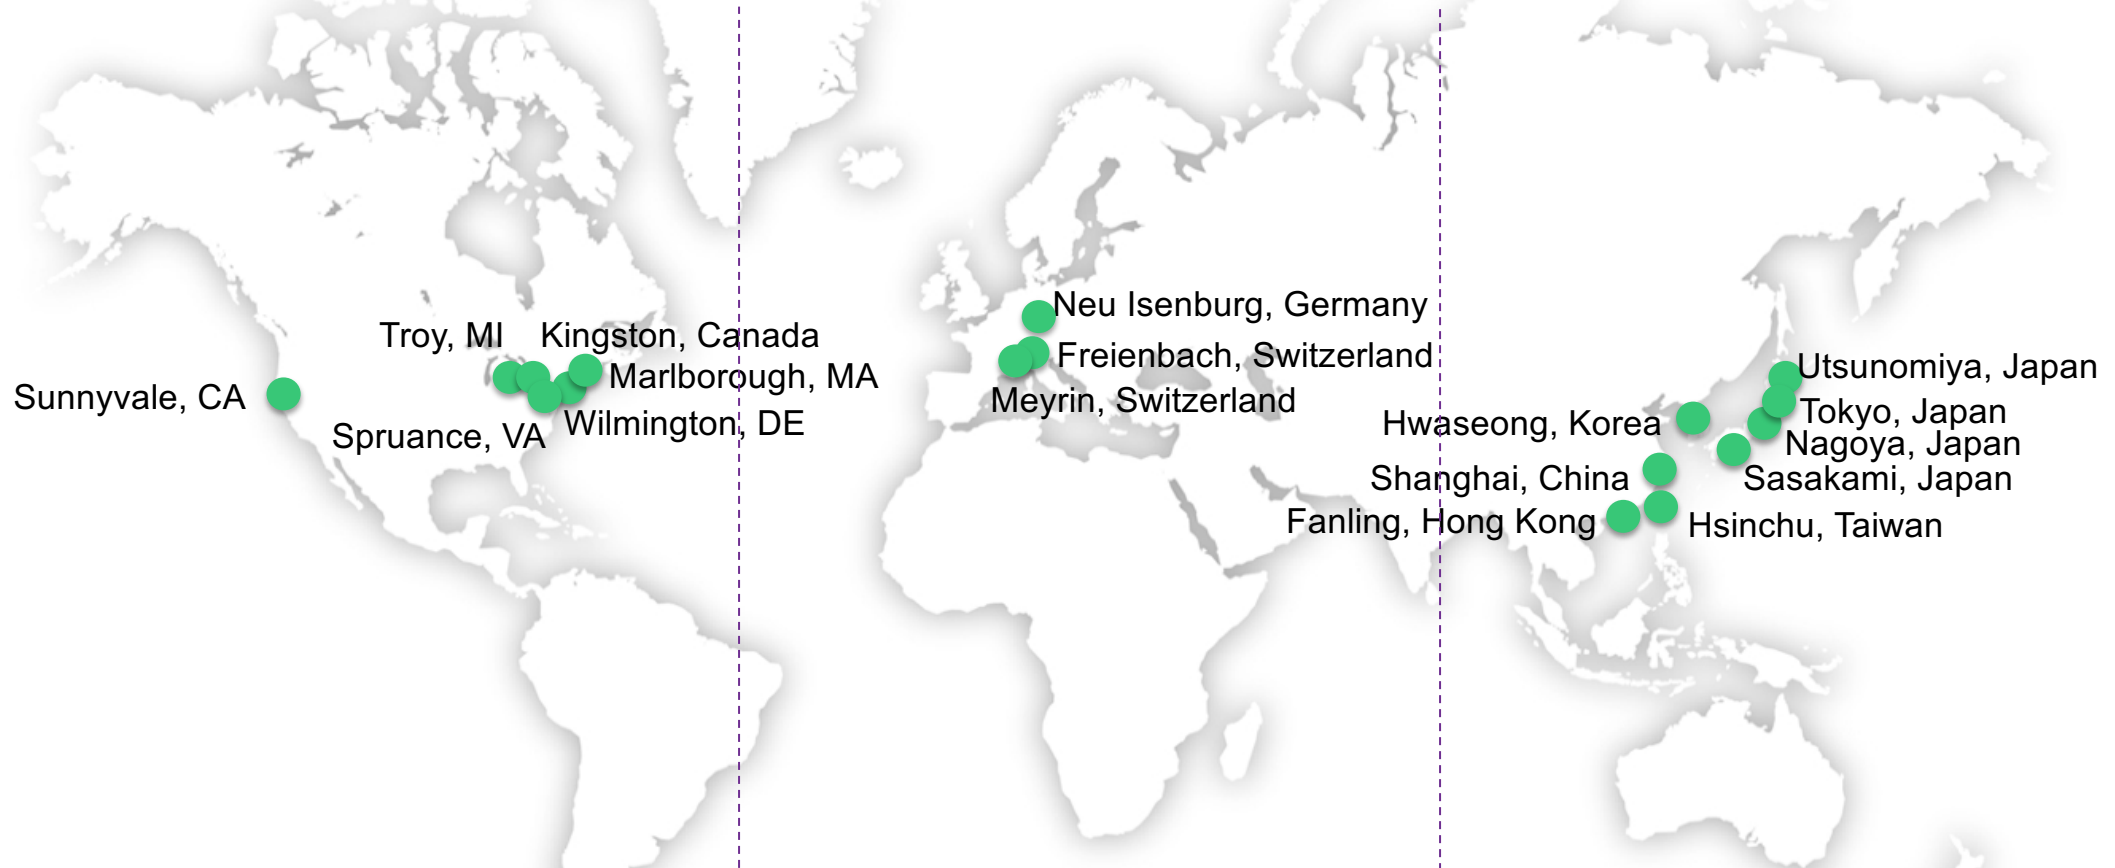 Troy, MI
Kingston, Canada
Marlborough, MA
Sunnyvale, CA
Wilmington, DE
Spruance, VA
Neu Isenburg, Germany
Freienbach, Switzerland
Meyrin, Switzerland
Utsunomiya, Japan
Tokyo, Japan
Hwaseong, Korea
Nagoya, Japan
Shanghai, China
Sasakami, Japan
Fanling, Hong Kong
Hsinchu, Taiwan